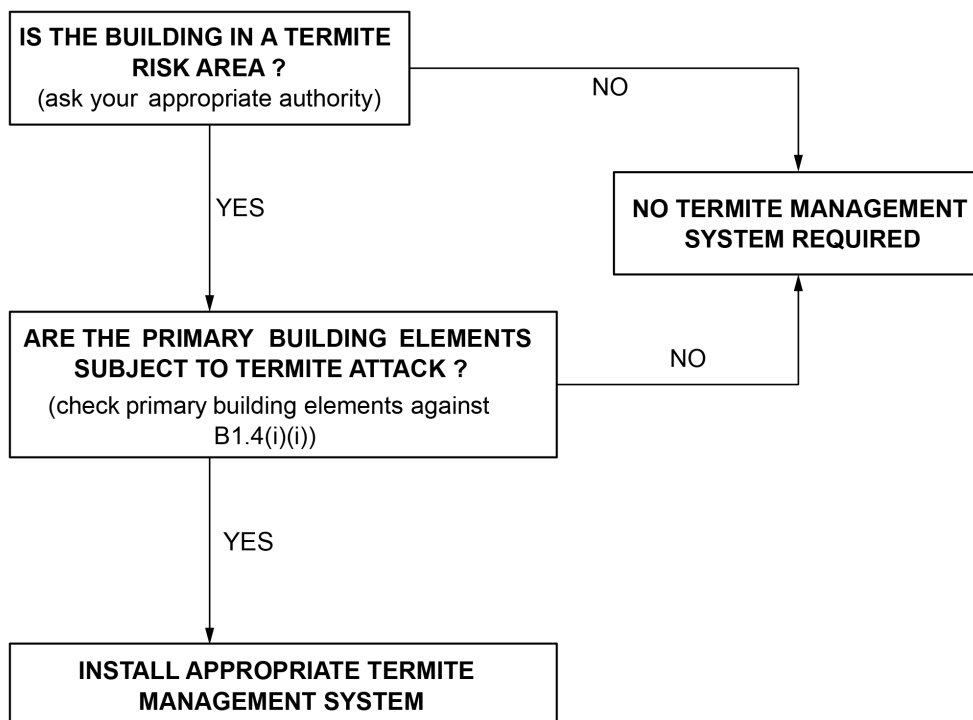 IS THE BUILDING IN A TERMITE
RISK AREA ?
(ask your appropriate authority)
NO
YES
NO TERMITE MANAGEMENT
SYSTEM REQUIRED
ARE THE PRIMARY BUILDING ELEMENTS
SUBJECT TO TERMITE ATTACK ?
(check primary building elements against
B1.4(i)(i))
NO
YES
INSTALL APPROPRIATE TERMITE
MANAGEMENT SYSTEM